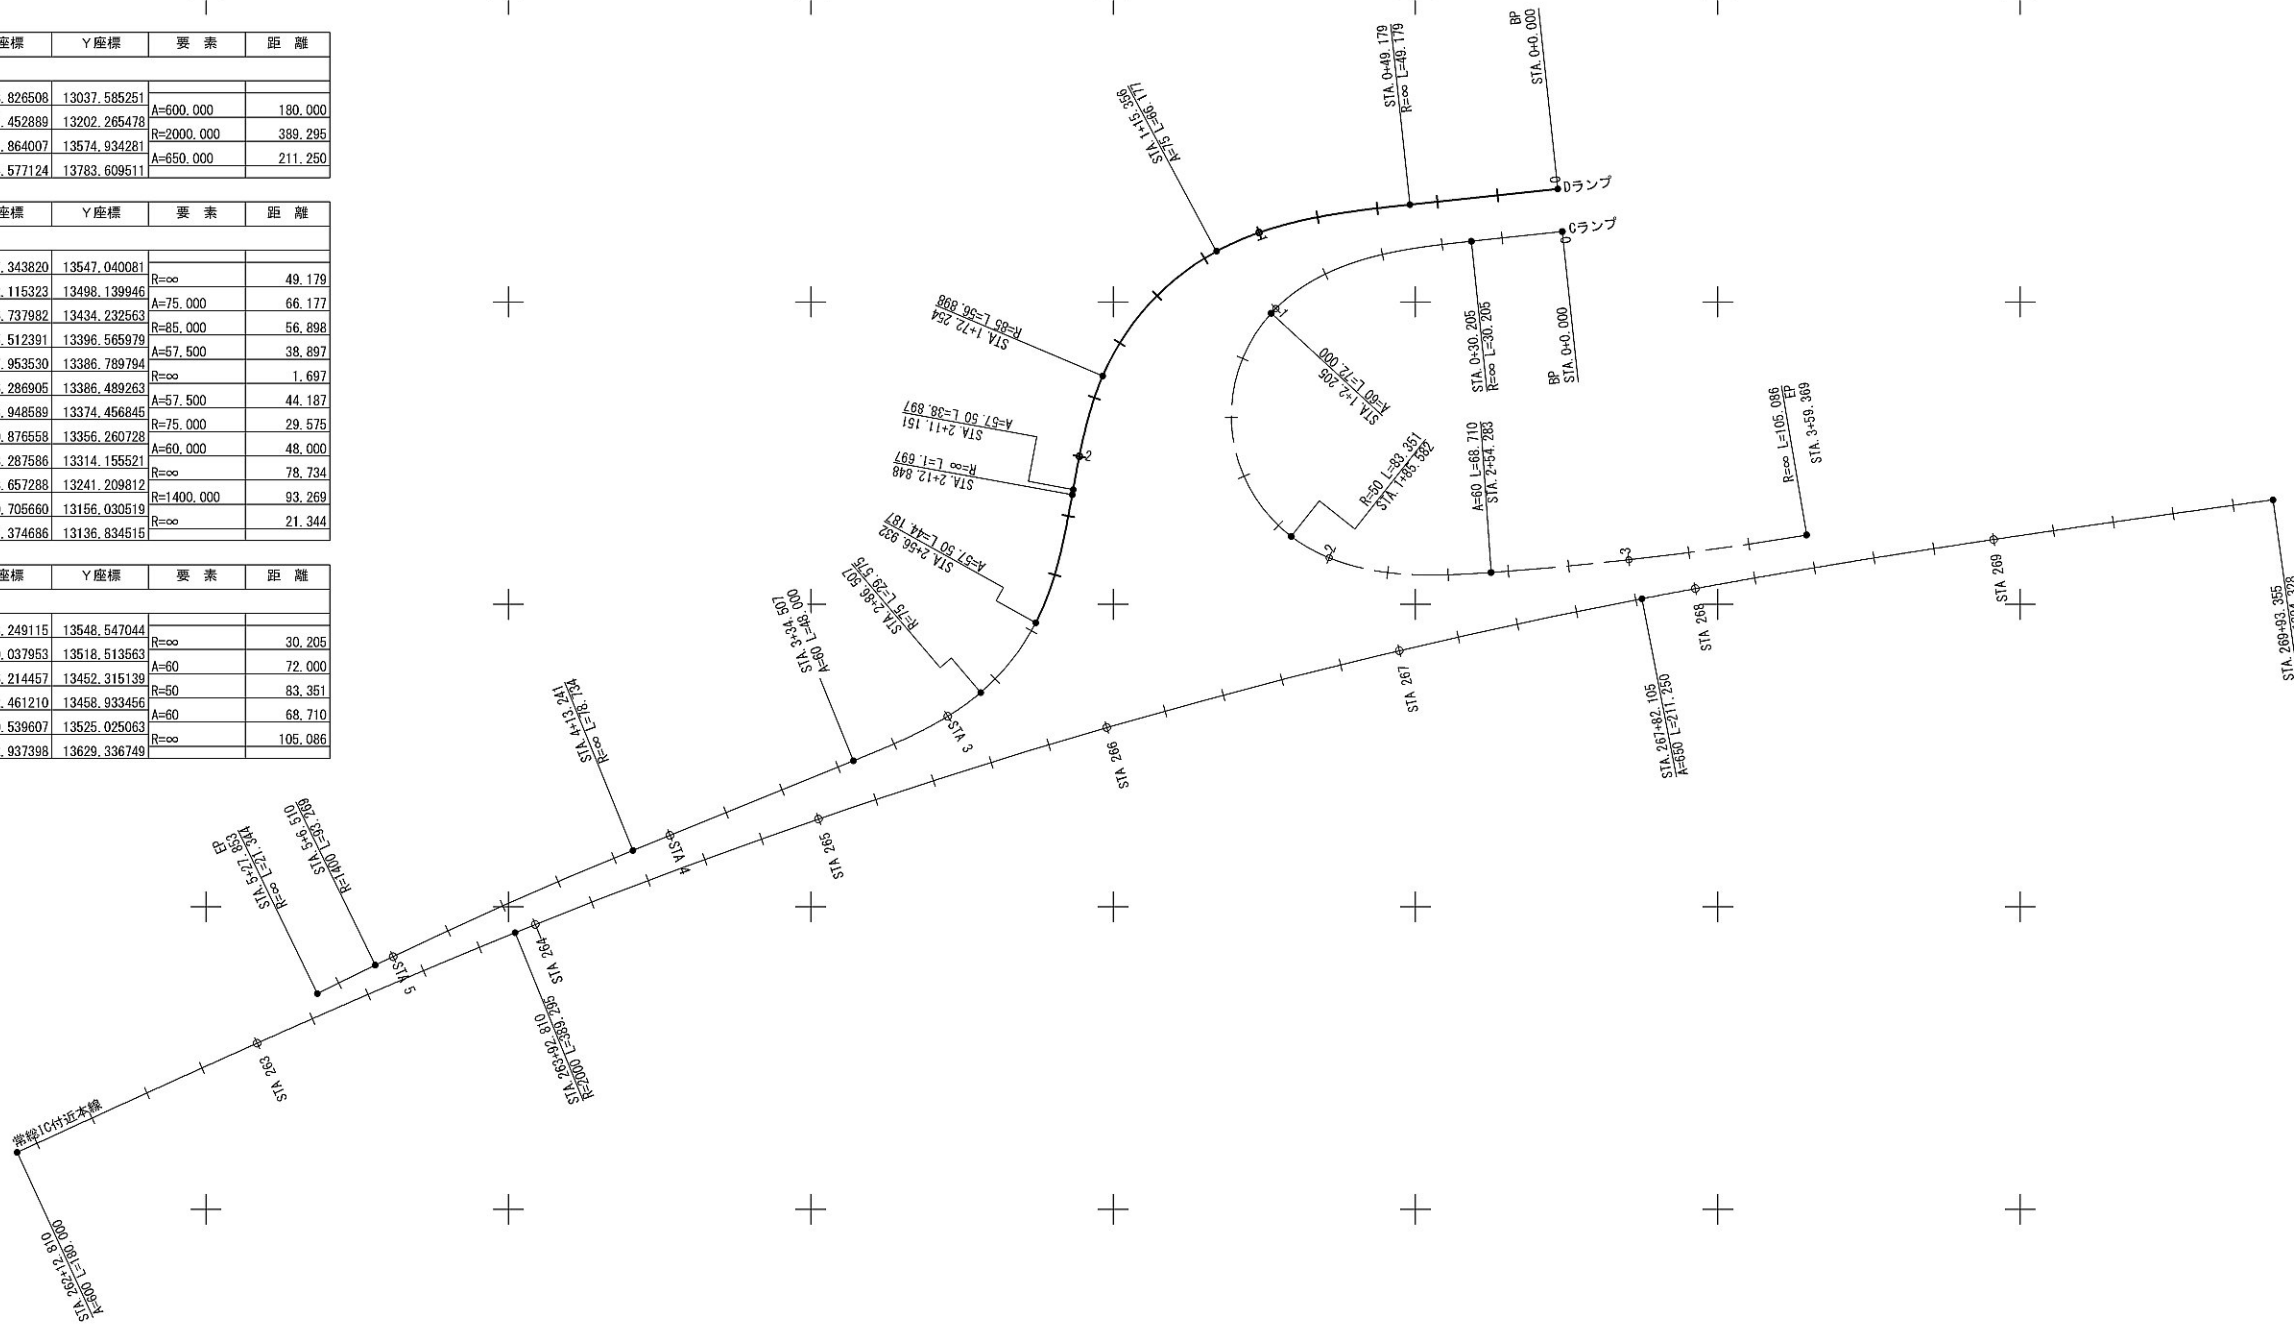 座標 Y座標 要 素 距 離
.826508 13037.585251
A=600.000 180.000
.452889 13202.265478
R=2000.000 389.295
.864007 13574.934281
A=650.000 211.250
.577124 13783.609511
座標 Y座標 要 素 距 離
.343820 13547.040081
R=∞ 49.179
.115323 13498.139946
A=75.000 66.177
.737982 13434.232563
R=85.000 56.898
.512391 13396.565979
A=57.500 38.897
.953530 13386.789794
R=∞ 1.697
.286905 13386.489263
A=57.500 44.187
.948589 13374.456845
R=75.000 29.575
.876558 13356.260728
A=60.000 48.000
.287586 13314.155521
R=∞ 78.734
.657288 13241.209812
R=1400.000 93.269
.705660 13156.030519
R=∞ 21.344
.374686 13136.834515
座標 Y座標 要 素 距 離
.249115 13548.547044
R=∞ 30.205
.037953 13518.513563
A=60 72.000
.214457 13452.315139
R=50 83.351
.461210 13458.933456
A=60 68.710
.539607 13525.025063
R=∞ 105.086
.937398 13629.336749
BP
STA.0+0.000
0
Dランプ
STA.0+49.179
R=∞ L=49.179
1
STA.1+15.356
A=75 L=66.177
STA.1+72.254
R=85 L=56.898
2
STA.2+11.151
A=57.50 L=38.897
STA.2+12.848
R=∞ L=1.697
STA.2+56.932
A=57.50 L=44.187
STA.2+86.507
R=75 L=29.575
STA 3
STA.3+34.507
A=60 L=48.000
STA 4
STA.4+13.241
R=∞ L=78.734
STA 5
STA.5+6.510
R=1400 L=93.269
EP
STA.5+27.853
R=∞ L=21.344
Cランプ
0
BP
STA.0+0.000
STA.0+30.205
R=∞ L=30.205
1
STA.1+2.205
A=60 L=72.000
R=50 L=83.351
STA.1+85.582
2
A=60 L=68.710
STA.2+54.283
3
R=∞ L=105.086
EP
STA.3+59.369
常総IC付近本線
STA.262+12.810
A=600 L=180.000
STA 263
STA 264
STA.263+92.810
R=2000 L=389.295
STA 265
STA 266
STA 267
STA.267+82.105
A=650 L=211.250
STA 268
STA 269
STA.269+93.355